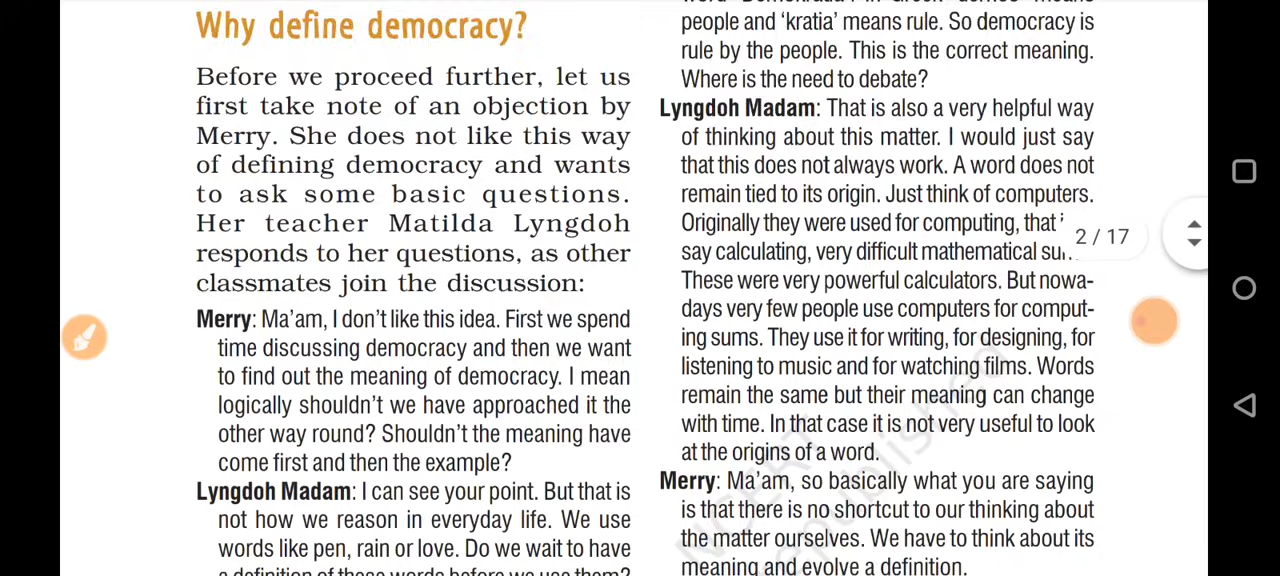 Why define democracy?
Before we proceed further, let us
first take note of an objection by
Merry. She does not like this way
of defining democracy and wants
to ask some basic questions.
Her teacher Matilda Lyngdoh
responds to her questions, as other
classmates join the discussion:
Merry: Ma'am, I don't like this idea. First we spend
time discussing democracy and then we want
to find out the meaning of democracy. I mean
logically shouldn't we have approached it the
other way round? Shouldn't the meaning have
come first and then the example?
Lyngdoh Madam: I can see your point. But that is
not how we reason in everyday life. We use
words like pen, rain or love. Do we wait to have
a definition of these words before we use them?
people and 'kratia' means rule. So democracy is
rule by the people. This is the correct meaning.
Where is the need to debate?
Lyngdoh Madam: That is also a very helpful way
of thinking about this matter. I would just say
that this does not always work. A word does not
remain tied to its origin. Just think of computers.
Originally they were used for computing, that
say calculating, very difficult mathematical
These were very powerful calculators. But nowa-
days very few people use computers for comput-
ing sums. They use it for writing, for designing, for
listening to music and for watching films. Words
remain the same but their meaning can change
with time. In that case it is not very useful to look
at the origins of a word.
Merry: Ma'am, so basically what you are saying
is that there is no shortcut to our thinking about
the matter ourselves. We have to think about its
meaning and evolve a definition.
2 / 17